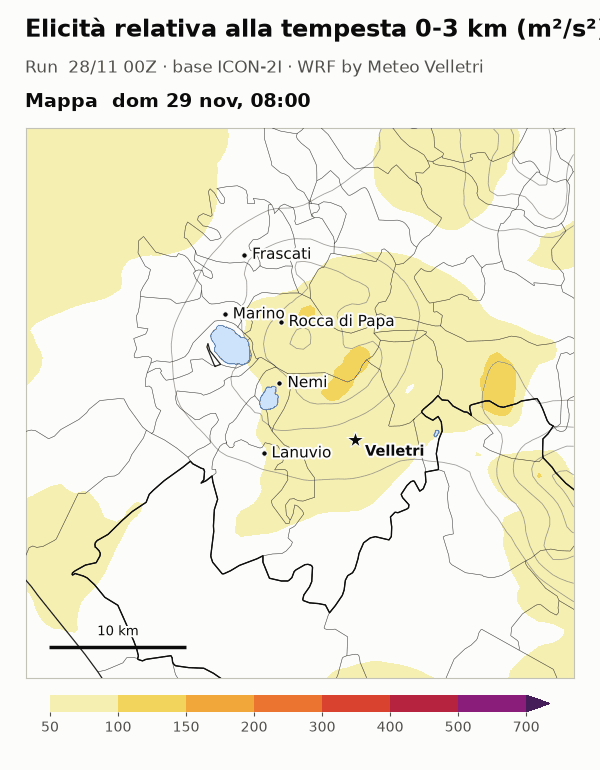 Elicità relativa alla tempesta 0-3 km (m²/s²)
Run 28/11 00Z · base ICON-2I · WRF by Meteo Velletri
Mappa dom 29 nov, 08:00
Frascati
Marino
Rocca di Papa
Nemi
Velletri
Lanuvio
10 km
50 100 150 200 300 400 500 700